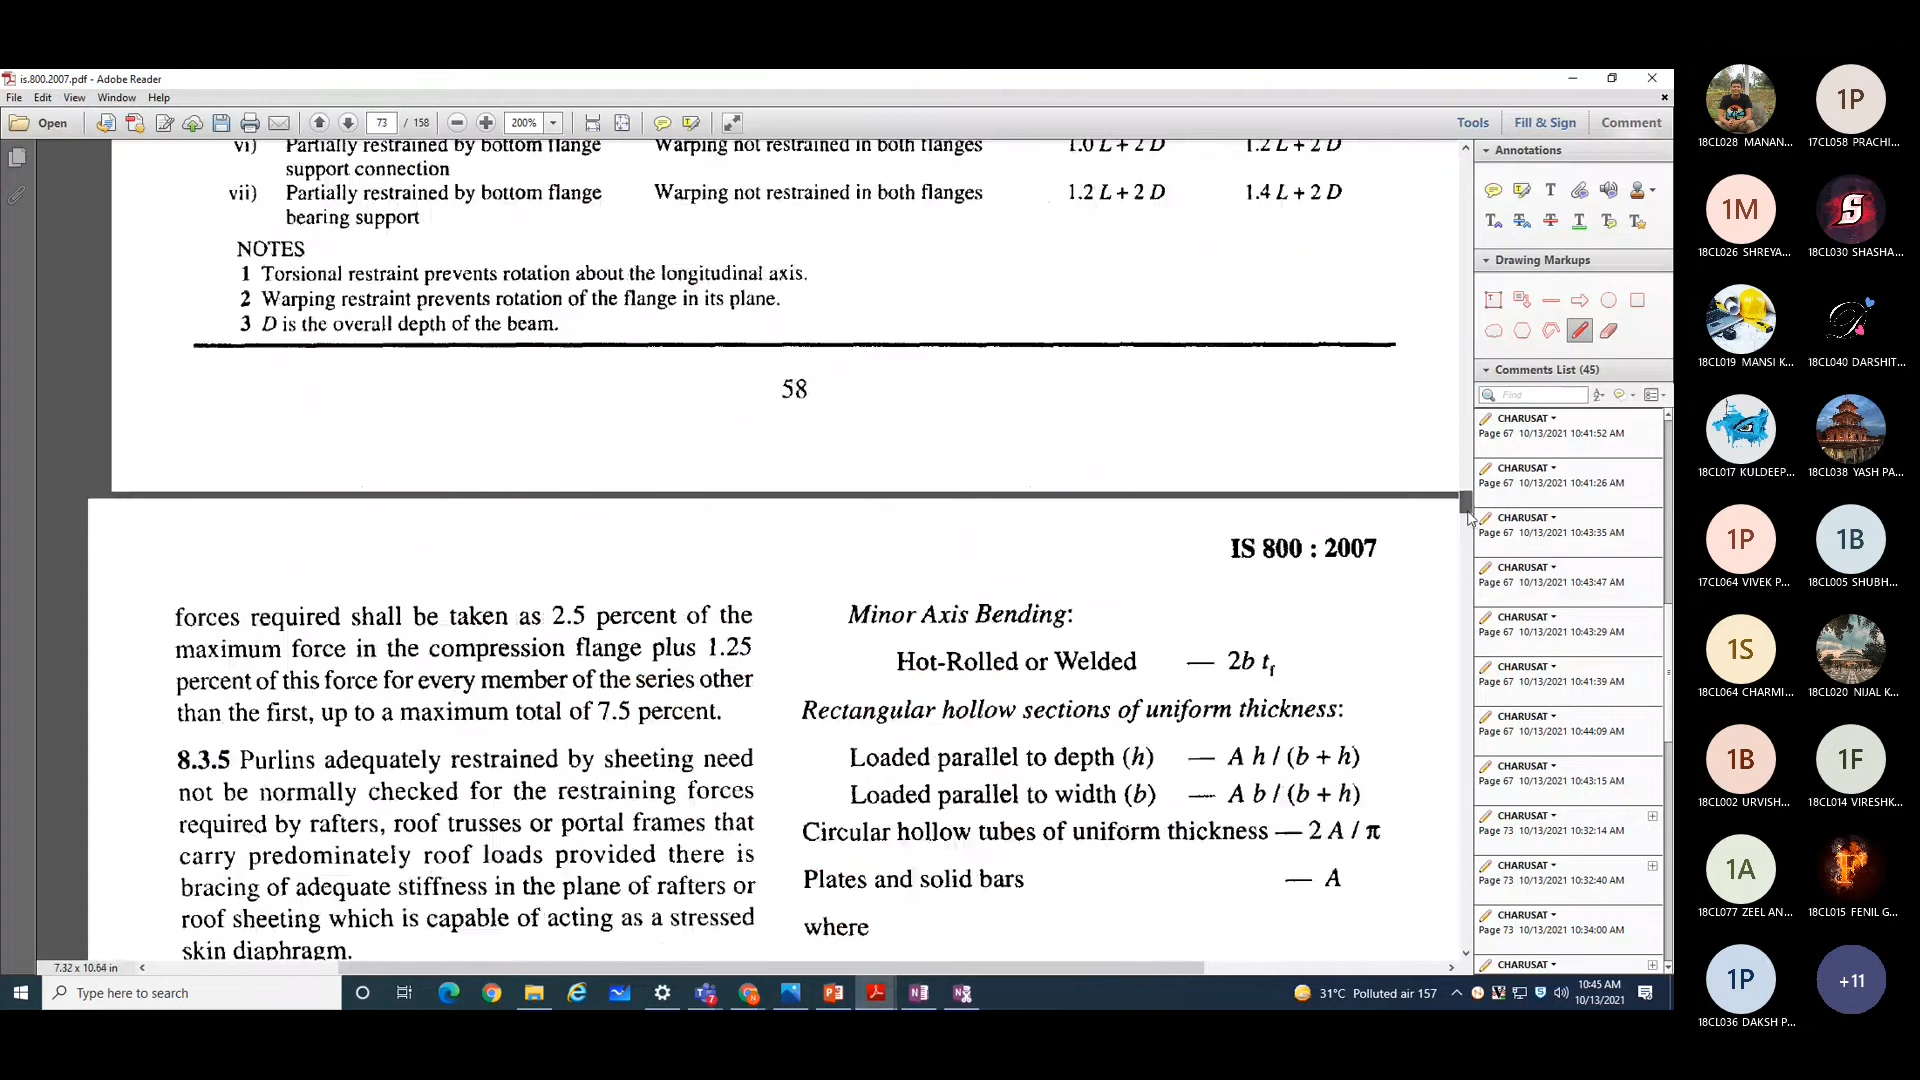 is.800.2007.pdf - Adobe Reader
File Edit View Window Help
Open 73 / 158 200% Tools Fill & Sign Comment
vi) Partially restrained by bottom flange support connection Warping not restrained in both flanges 1.0 L + 2 D 1.2 L + 2 D
vii) Partially restrained by bottom flange bearing support Warping not restrained in both flanges 1.2 L + 2 D 1.4 L + 2 D
NOTES
1 Torsional restraint prevents rotation about the longitudinal axis.
2 Warping restraint prevents rotation of the flange in its plane.
3 D is the overall depth of the beam.
58
IS 800 : 2007
forces required shall be taken as 2.5 percent of the
maximum force in the compression flange plus 1.25
percent of this force for every member of the series other
than the first, up to a maximum total of 7.5 percent.
8.3.5 Purlins adequately restrained by sheeting need
not be normally checked for the restraining forces
required by rafters, roof trusses or portal frames that
carry predominately roof loads provided there is
bracing of adequate stiffness in the plane of rafters or
roof sheeting which is capable of acting as a stressed
skin diaphragm.
Minor Axis Bending:
Hot-Rolled or Welded — 2b tf
Rectangular hollow sections of uniform thickness:
Loaded parallel to depth (h) — A h / (b + h)
Loaded parallel to width (b) — A b / (b + h)
Circular hollow tubes of uniform thickness — 2 A / π
Plates and solid bars — A
where
7.32 x 10.64 in
Annotations
Drawing Markups
Comments List (45)
Find
CHARUSAT
Page 67 10/13/2021 10:41:52 AM
CHARUSAT
Page 67 10/13/2021 10:41:26 AM
CHARUSAT
Page 67 10/13/2021 10:43:35 AM
CHARUSAT
Page 67 10/13/2021 10:43:47 AM
CHARUSAT
Page 67 10/13/2021 10:43:29 AM
CHARUSAT
Page 67 10/13/2021 10:41:39 AM
CHARUSAT
Page 67 10/13/2021 10:44:09 AM
CHARUSAT
Page 67 10/13/2021 10:43:15 AM
CHARUSAT
Page 73 10/13/2021 10:32:14 AM
CHARUSAT
Page 73 10/13/2021 10:32:40 AM
CHARUSAT
Page 73 10/13/2021 10:34:00 AM
CHARUSAT
Type here to search
31°C Polluted air 157
10:45 AM
10/13/2021
1P
18CL028 MANAN... 17CL058 PRACHI...
1M S
18CL026 SHREYA... 18CL030 SHASHA...
18CL019 MANSI K... 18CL040 DARSHIT...
18CL017 KULDEEP... 18CL038 YASH PA...
1P 1B
17CL064 VIVEK P... 18CL005 SHUBH...
1S
18CL064 CHARMI... 18CL020 NIJAL K...
1B 1F
18CL002 URVISH... 18CL014 VIRESHK...
1A F
18CL077 ZEEL AN... 18CL015 FENIL G...
1P +11
18CL036 DAKSH P...